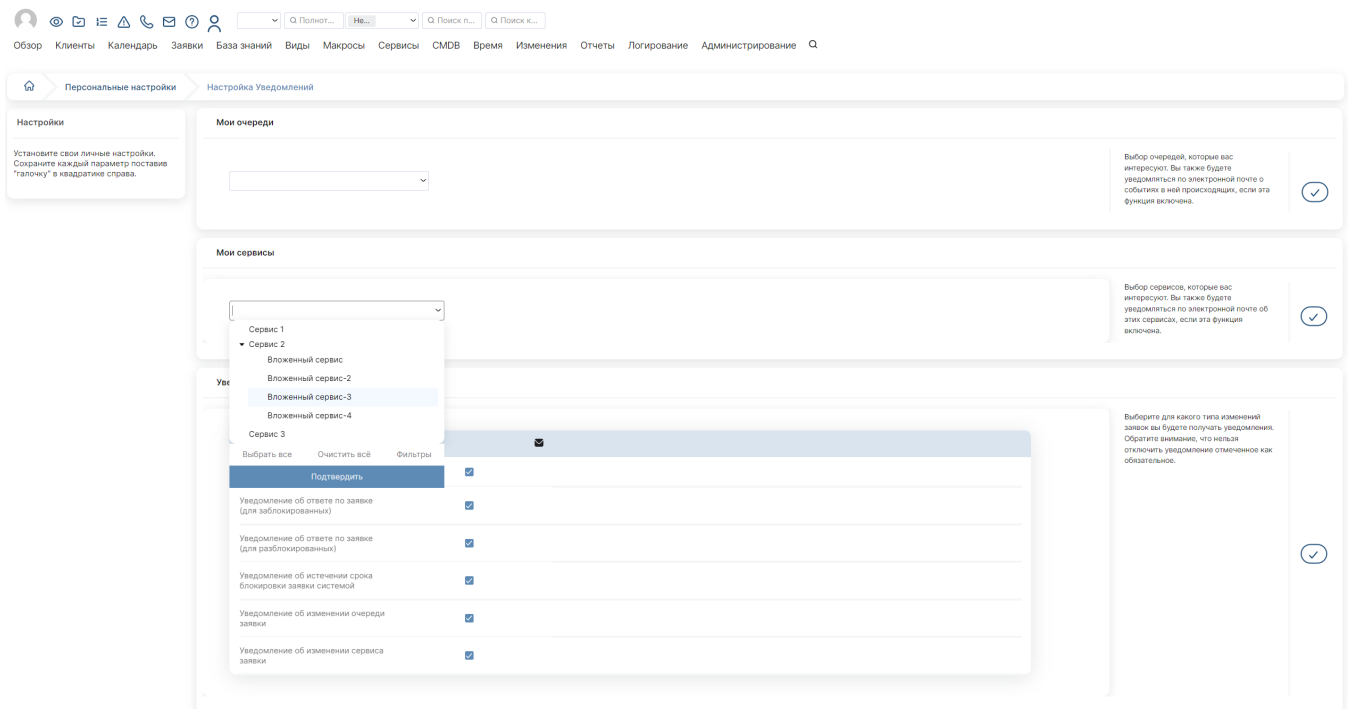 Полнот...
Не...
Поиск п...
Поиск к...
Обзор Клиенты Календарь Заявки База знаний Виды Макросы Сервисы CMDB Время Изменения Отчеты Логирование Администрирование
Персональные настройки
Настройка Уведомлений
Настройки
Установите свои личные настройки.
Сохраните каждый параметр поставив
"галочку" в квадратике справа.
Мои очереди
Выбор очередей, которые вас
интересуют. Вы также будете
уведомляться по электронной почте о
событиях в ней происходящих, если эта
функция включена.
Мои сервисы
Выбор сервисов, которые вас
интересуют. Вы также будете
уведомляться по электронной почте об
этих сервисах, если эта функция
включена.
Сервис 1
Сервис 2
Вложенный сервис
Вложенный сервис-2
Вложенный сервис-3
Вложенный сервис-4
Сервис 3
Выбрать все Очистить всё Фильтры
Подтвердить
Уве
Выберите для какого типа изменений
заявок вы будете получать уведомления.
Обратите внимание, что нельзя
отключить уведомление отмеченное как
обязательное.
Уведомление об ответе по заявке
(для заблокированных)
Уведомление об ответе по заявке
(для разблокированных)
Уведомление об истечении срока
блокировки заявки системой
Уведомление об изменении очереди
заявки
Уведомление об изменении сервиса
заявки